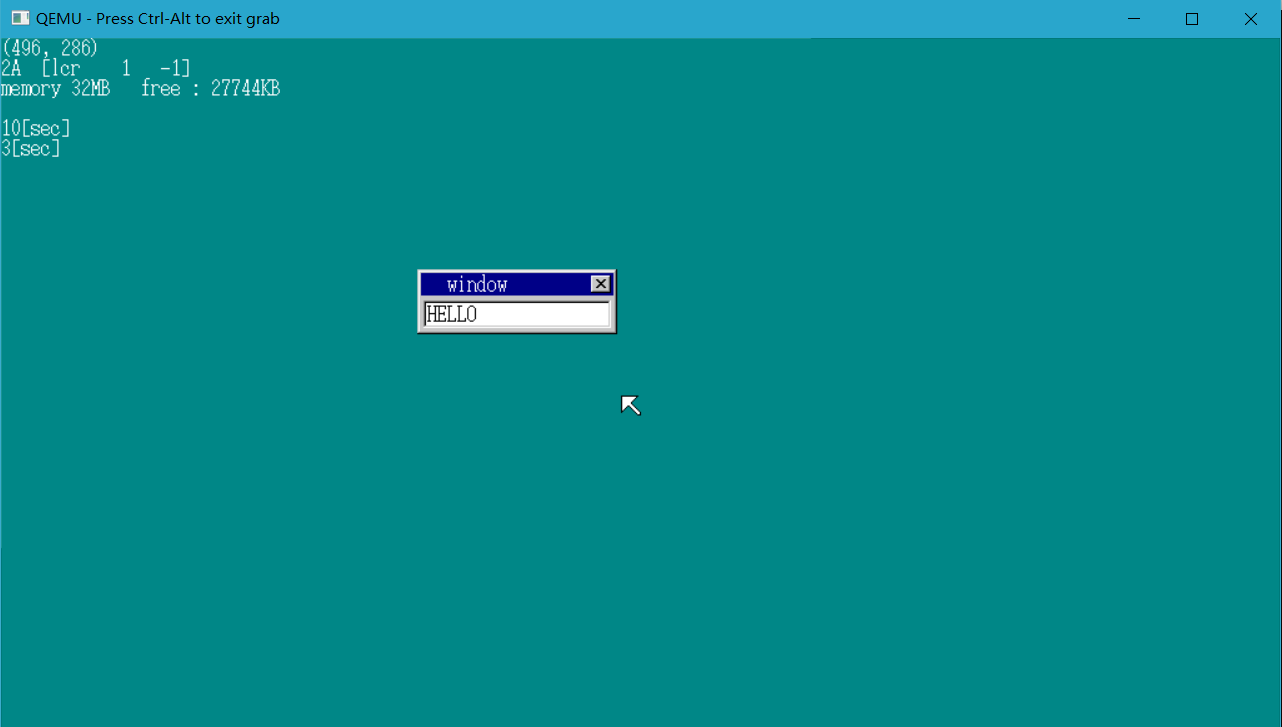 QEMU - Press Ctrl-Alt to exit grab
(496, 286)
2A [lcr 1 -1]
memory 32MB free : 27744KB
10[sec]
3[sec]
window
HELLO